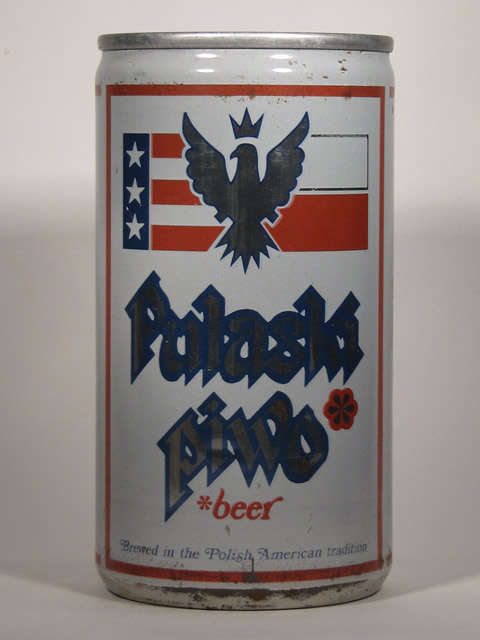 Pulaski
piwo*
*beer
Brewed in the Polish American tradition